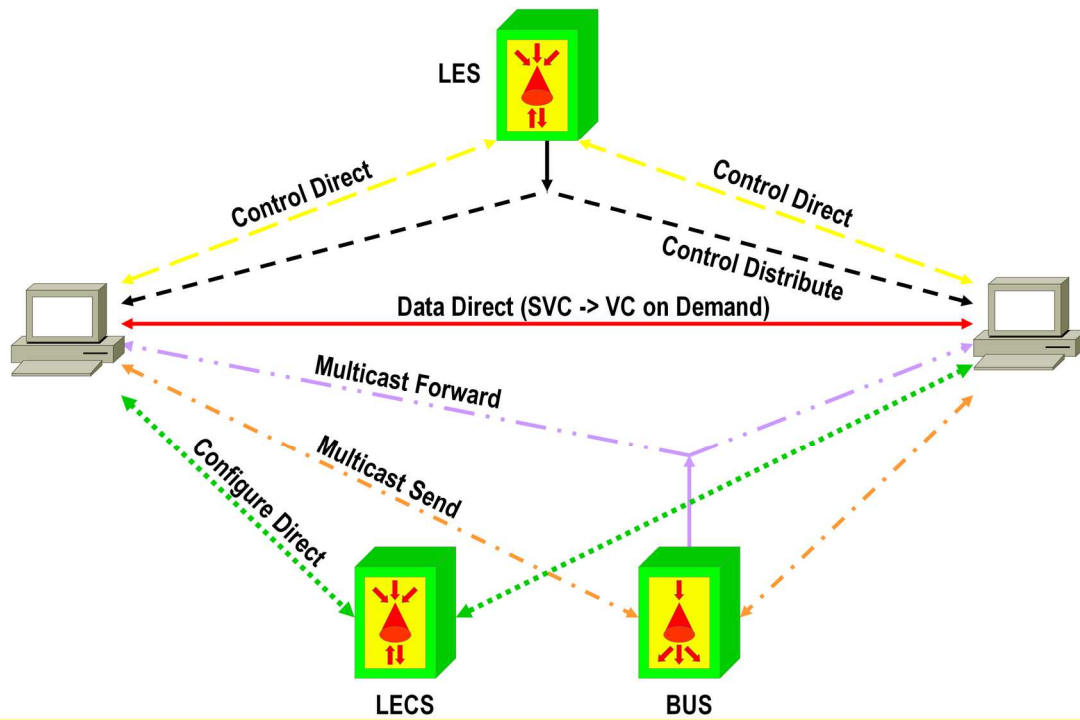 LES
Control Direct
Control Direct
Control Distribute
Data Direct (SVC -> VC on Demand)
Multicast Forward
Multicast Send
Configure Direct
LECS
BUS